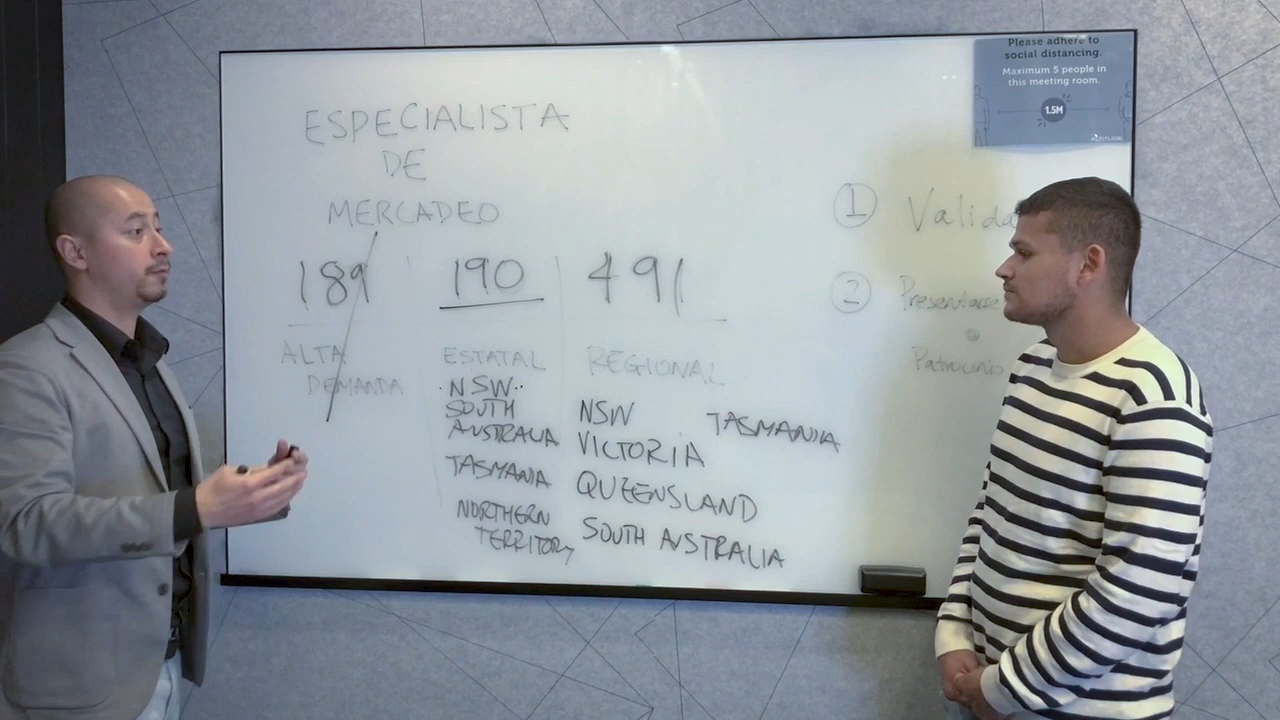 Please adhere to
social distancing.
Maximum 5 people in
this meeting room.
1.5M
ESPECIALISTA
DE
MERCADEO
189
ALTA
DEMANDA
190
ESTATAL
NSW
SOUTH
AUSTRALIA
TASMANIA
NORTHERN
TERRITORY
491
REGIONAL
NSW
VICTORIA
QUEENSLAND
SOUTH AUSTRALIA
TASMANIA
1 Valida
2 Presentarse
Patrocinio